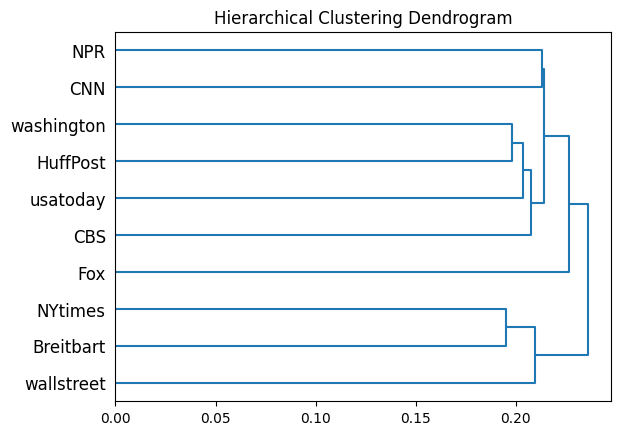 Hierarchical Clustering Dendrogram
NPR
CNN
washington
HuffPost
usatoday
CBS
Fox
NYtimes
Breitbart
wallstreet
0.00 0.05 0.10 0.15 0.20